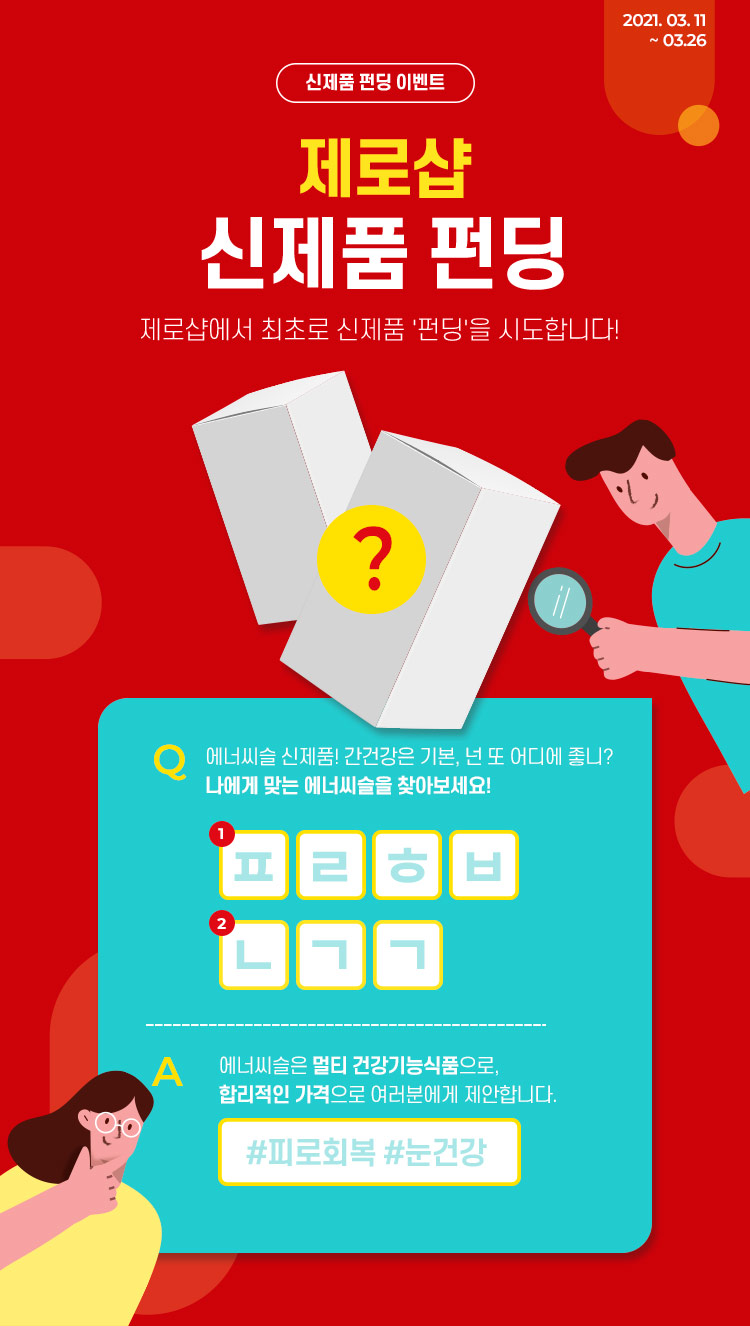 2021. 03. 11
~ 03.26
신제품 펀딩 이벤트
제로샵
신제품 펀딩
제로샵에서 최초로 신제품 '펀딩'을 시도합니다!
?
Q 에너씨슬 신제품! 간건강은 기본, 넌 또 어디에 좋니?
나에게 맞는 에너씨슬을 찾아보세요!
1 ㅍ ㄹ ㅎ ㅂ
2 ㄴ ㄱ ㄱ
A 에너씨슬은 멀티 건강기능식품으로,
합리적인 가격으로 여러분에게 제안합니다.
#피로회복 #눈건강